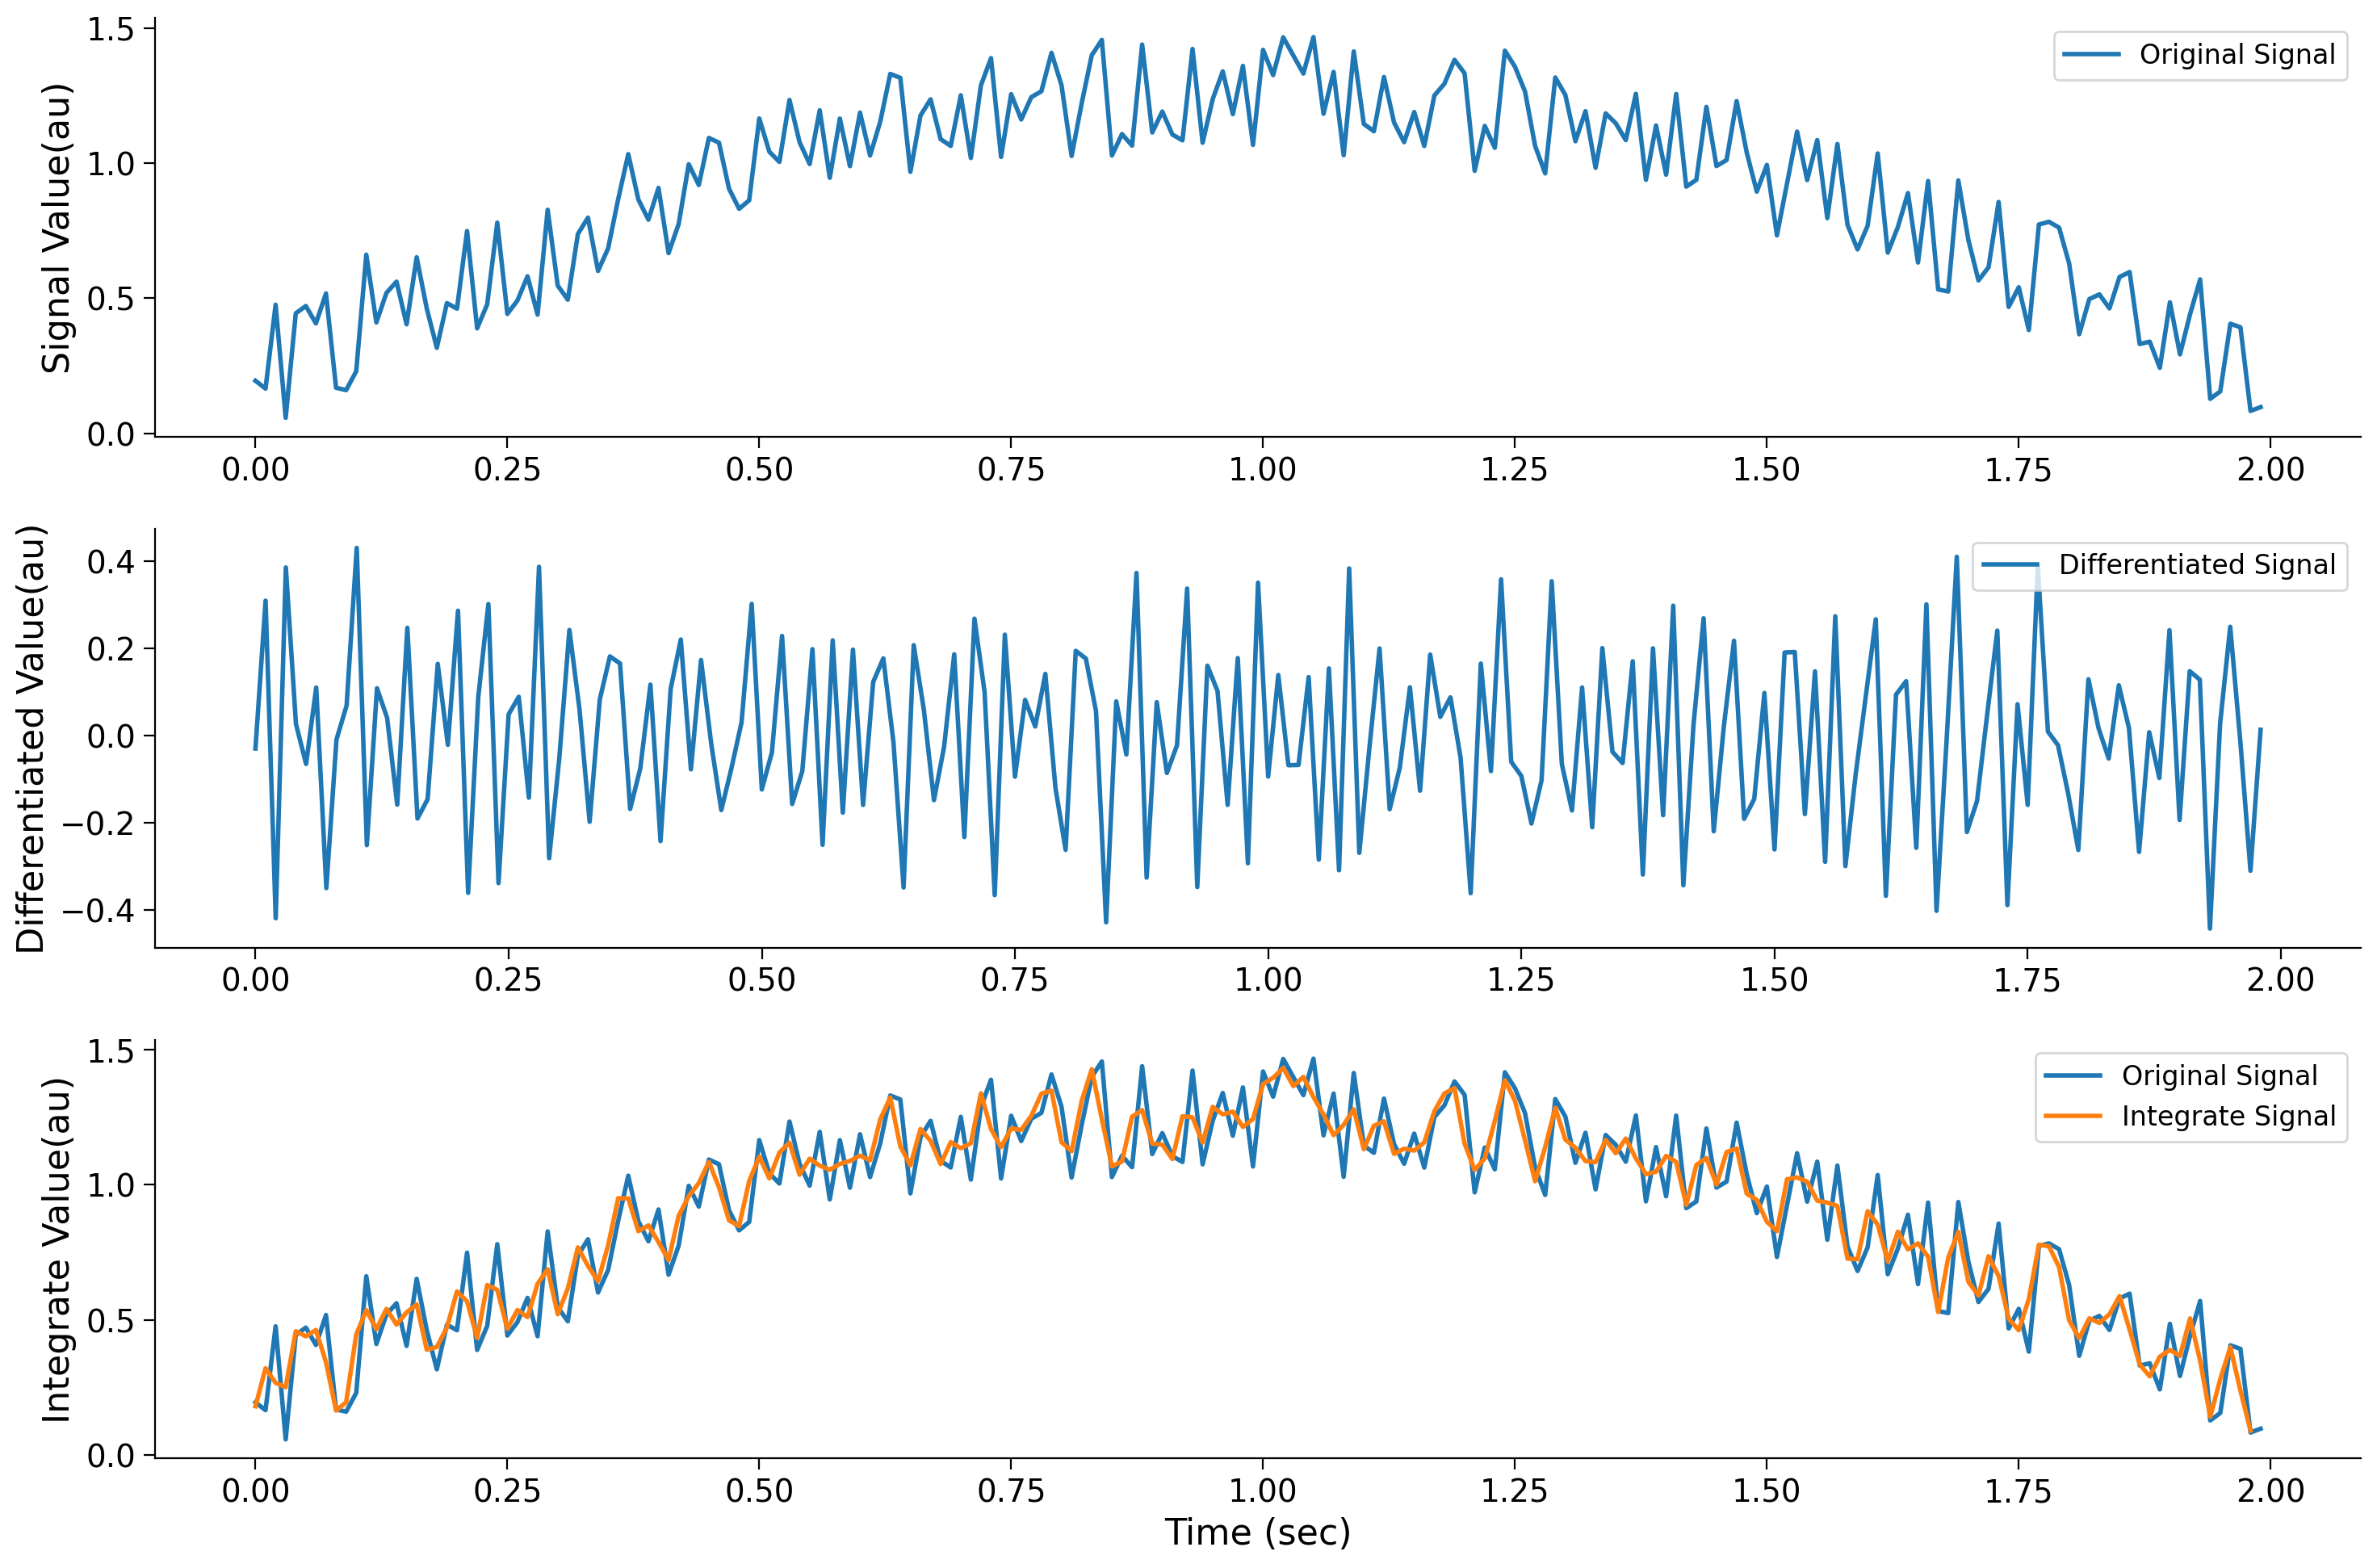 Signal Value(au)
1.5
1.0
0.5
0.0
Original Signal
0.00 0.25 0.50 0.75 1.00 1.25 1.50 1.75 2.00
Differentiated Value(au)
0.4
0.2
0.0
−0.2
−0.4
Differentiated Signal
0.00 0.25 0.50 0.75 1.00 1.25 1.50 1.75 2.00
Integrate Value(au)
1.5
1.0
0.5
0.0
Original Signal
Integrate Signal
0.00 0.25 0.50 0.75 1.00 1.25 1.50 1.75 2.00
Time (sec)